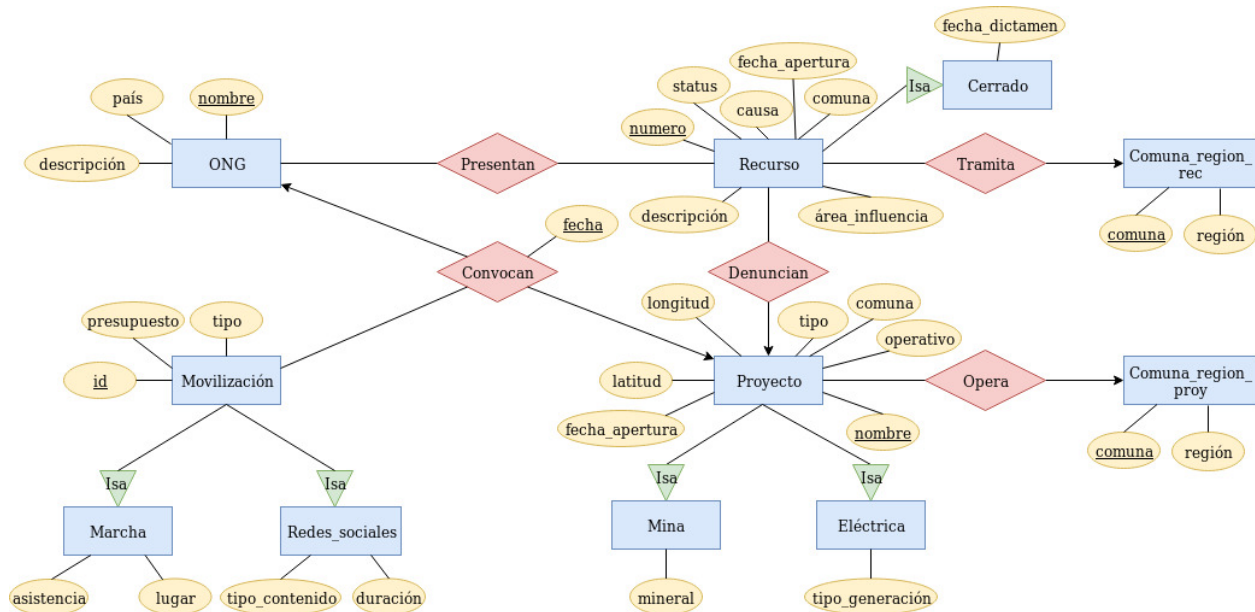 fecha_dictamen
fecha_apertura
Isa
Cerrado
país
nombre
status
causa
comuna
numero
descripción
ONG
Presentan
Recurso
Tramita
Comuna_region_
rec
descripción
área_influencia
fecha
comuna
región
Convocan
Denuncian
longitud
comuna
presupuesto
tipo
tipo
operativo
id
Movilización
latitud
Proyecto
Opera
Comuna_region_
proy
fecha_apertura
nombre
comuna
región
Isa
Isa
Isa
Isa
Marcha
Redes_sociales
Mina
Eléctrica
asistencia
lugar
tipo_contenido
duración
mineral
tipo_generación